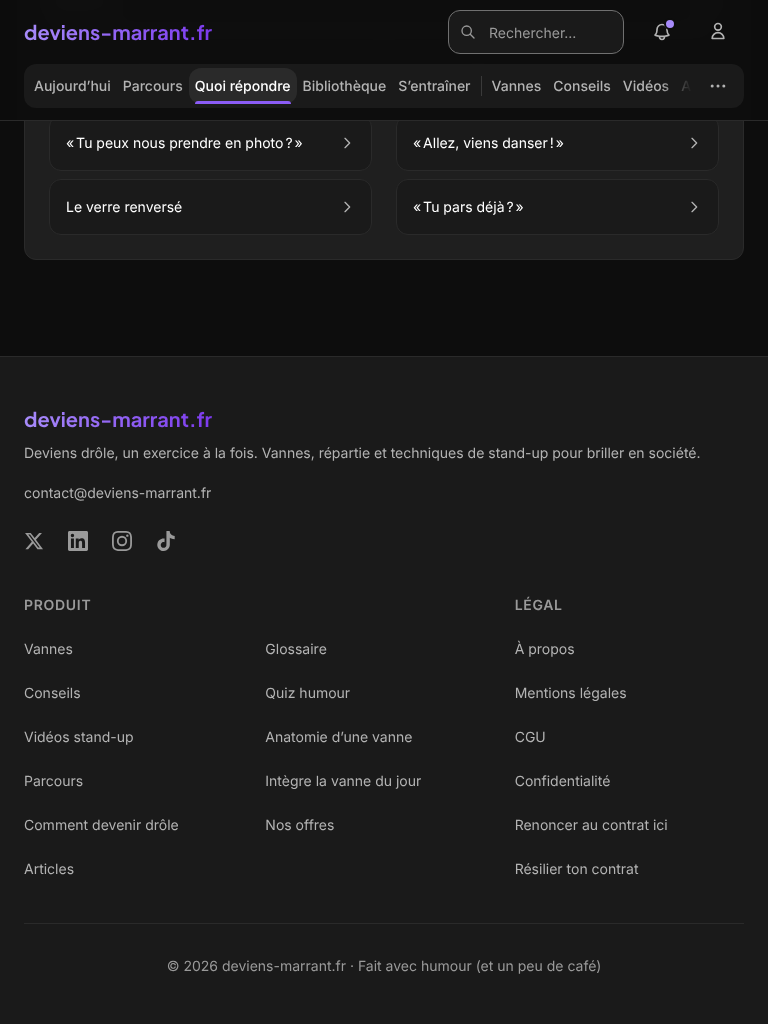 deviens-marrant.fr
Rechercher...
Aujourd’hui Parcours Quoi répondre Bibliothèque S’entraîner Vannes Conseils Vidéos
« Tu peux nous prendre en photo ? »
« Allez, viens danser ! »
Le verre renversé
« Tu pars déjà ? »
deviens-marrant.fr
Deviens drôle, un exercice à la fois. Vannes, répartie et techniques de stand-up pour briller en société.
contact@deviens-marrant.fr
PRODUIT
Vannes
Conseils
Vidéos stand-up
Parcours
Comment devenir drôle
Articles
Glossaire
Quiz humour
Anatomie d’une vanne
Intègre la vanne du jour
Nos offres
LÉGAL
À propos
Mentions légales
CGU
Confidentialité
Renoncer au contrat ici
Résilier ton contrat
© 2026 deviens-marrant.fr · Fait avec humour (et un peu de café)